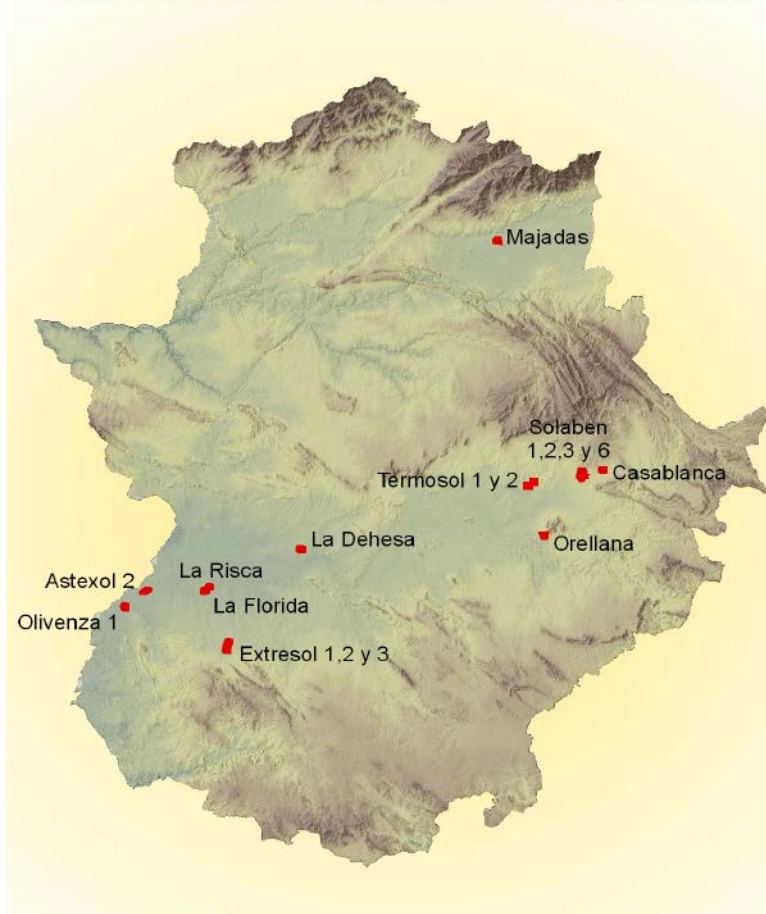 Majadas
Solaben
1,2,3 y 6
Termosol 1 y 2
Casablanca
Orellana
La Dehesa
Astexol 2
La Risca
La Florida
Olivenza 1
Extresol 1,2 y 3